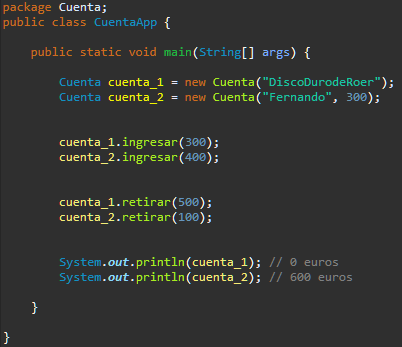 package Cuenta;
public class CuentaApp {
public static void main(String[] args) {
Cuenta cuenta_1 = new Cuenta("DiscoDurodeRoer");
Cuenta cuenta_2 = new Cuenta("Fernando", 300);
cuenta_1.ingresar(300);
cuenta_2.ingresar(400);
cuenta_1.retirar(500);
cuenta_2.retirar(100);
System.out.println(cuenta_1); // 0 euros
System.out.println(cuenta_2); // 600 euros
}
}